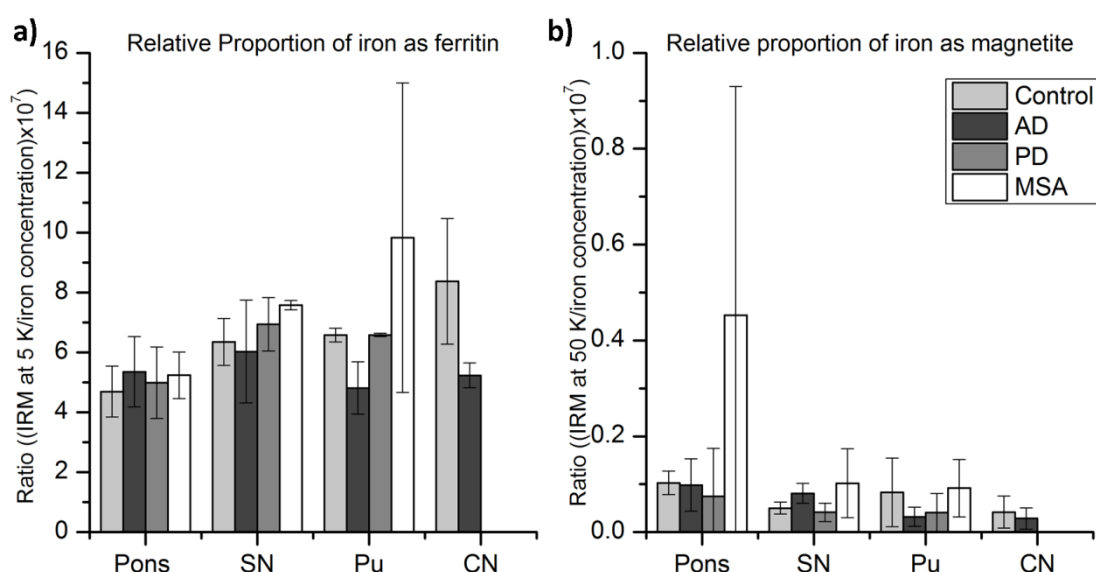 a)
Relative Proportion of iron as ferritin
Ratio ((IRM at 5 K/iron concentration)x10⁷)
16
14
12
10
8
6
4
2
0
Pons SN Pu CN
b)
Relative proportion of iron as magnetite
Ratio ((IRM at 50 K/iron concentration)x10⁷)
1.0
0.8
0.6
0.4
0.2
0.0
Control
AD
PD
MSA
Pons SN Pu CN